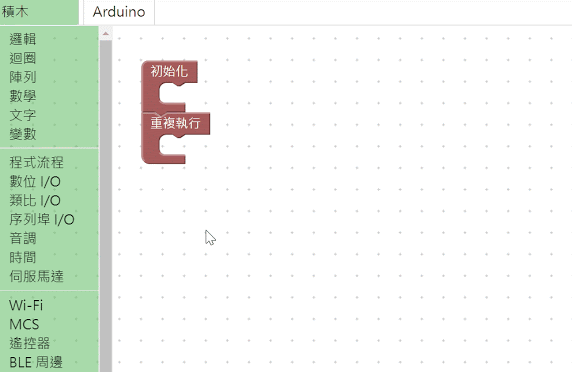 積木 Arduino
邏輯
迴圈
陣列
數學
文字
變數
程式流程
數位 I/O
類比 I/O
序列埠 I/O
音調
時間
伺服馬達
Wi-Fi
MCS
遙控器
BLE 周邊
初始化
重複執行